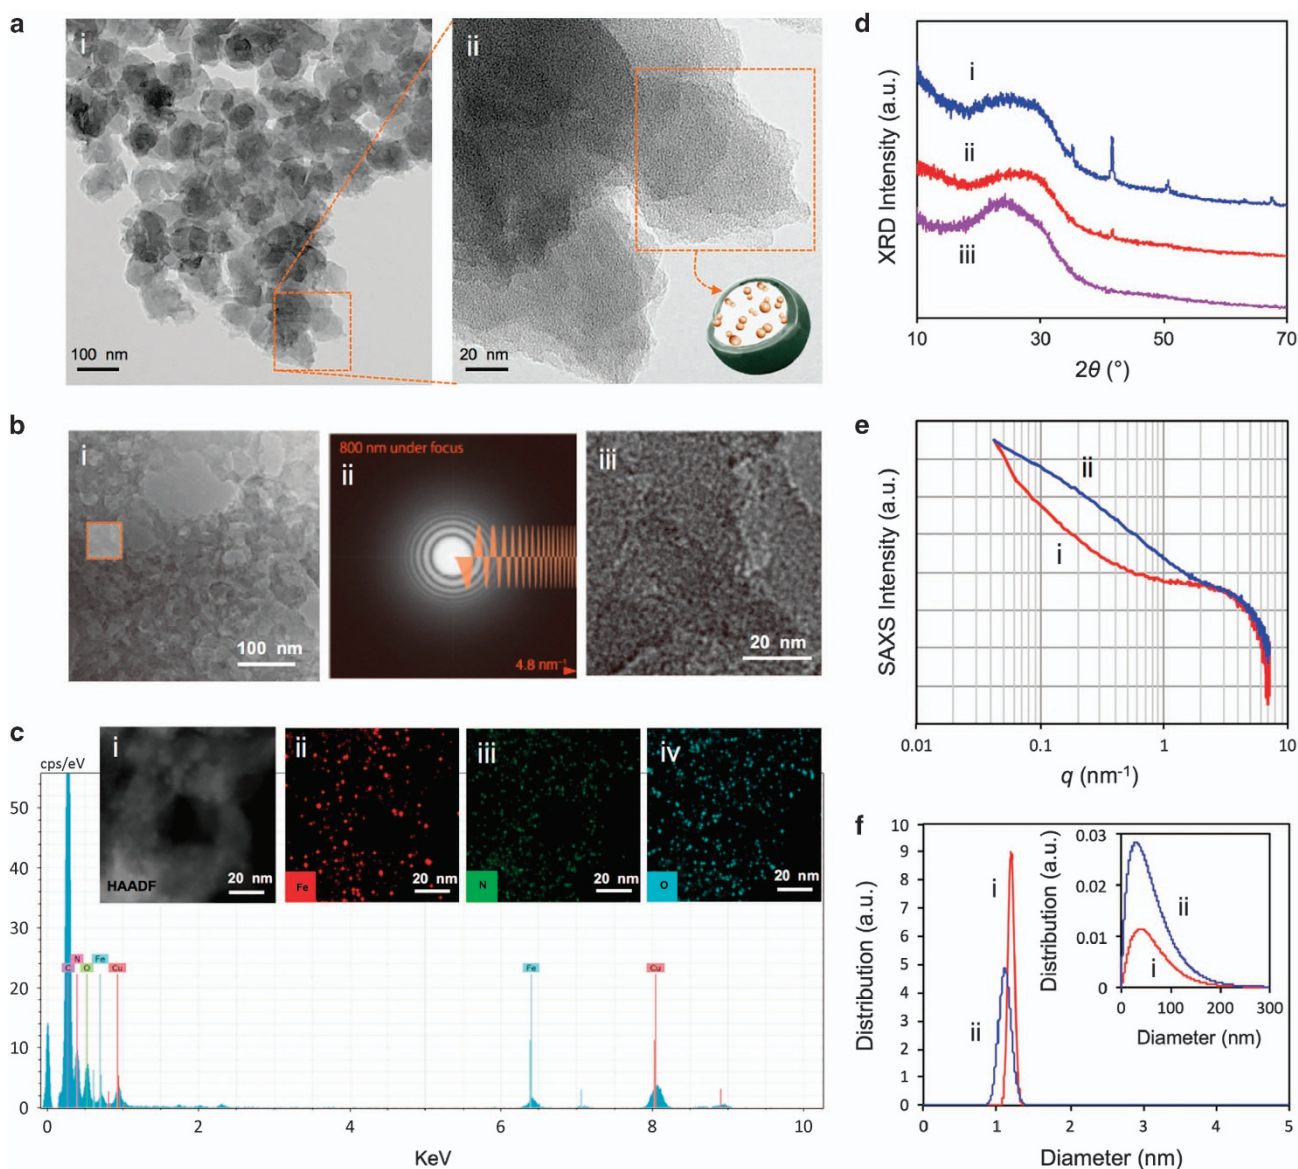 a
i
100 nm
ii
20 nm
b
i
100 nm
800 nm under focus
ii
4.8 nm⁻¹
iii
20 nm
c
cps/eV
50
40
30
20
10
0
i
HAADF
20 nm
ii
Fe
20 nm
iii
N
20 nm
iv
O
20 nm
C
N
O
Fe
Cu
Fe
Cu
0
2
4
6
8
10
KeV
d
XRD Intensity (a.u.)
i
ii
iii
10
30
50
70
2θ (°)
e
SAXS Intensity (a.u.)
ii
i
0.01
0.1
1
10
q (nm⁻¹)
f
Distribution (a.u.)
10
9
8
7
6
5
4
3
2
1
0
i
ii
0
1
2
3
4
5
Diameter (nm)
Distribution (a.u.)
0.03
0.02
0.01
0
ii
i
0
100
200
300
Diameter (nm)